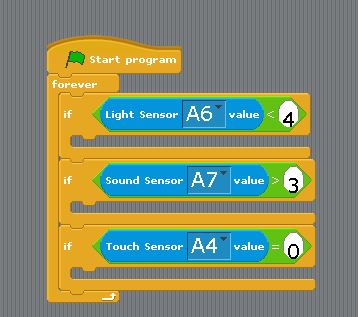 Start program
forever
if Light Sensor A6 value < 4
if Sound Sensor A7 value > 3
if Touch Sensor A4 value = 0